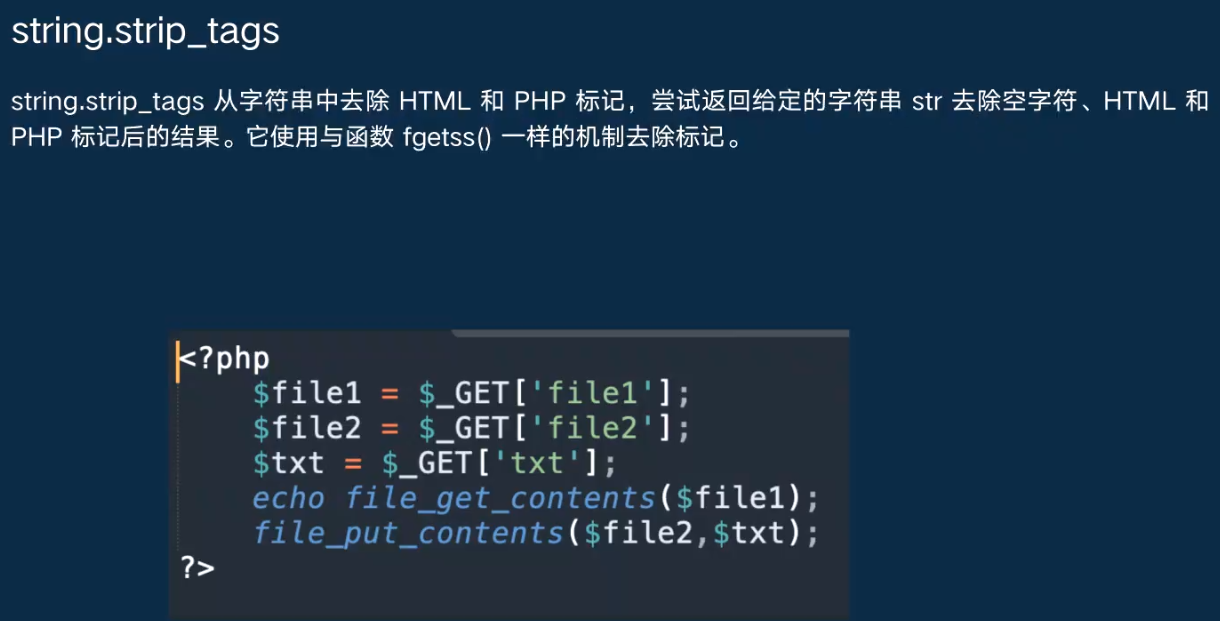 string.strip_tags
string.strip_tags 从字符串中去除 HTML 和 PHP 标记，尝试返回给定的字符串 str 去除空字符、HTML 和
PHP 标记后的结果。它使用与函数 fgetss() 一样的机制去除标记。
<?php
    $file1 = $_GET['file1'];
    $file2 = $_GET['file2'];
    $txt = $_GET['txt'];
    echo file_get_contents($file1);
    file_put_contents($file2,$txt);
?>